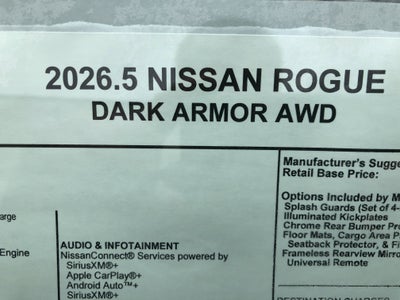 2026.5 NISSAN ROGUE
DARK ARMOR AWD
Manufacturer's Sugge
Retail Base Price:
Options Included by M
Splash Guards (Set of 4-
Illuminated Kickplates
Chrome Rear Bumper Pro
Floor Mats, Cargo Area P
Seatback Protector, & Fi
Frameless Rearview Mirro
Universal Remote
arge
Engine
AUDIO & INFOTAINMENT
NissanConnect® Services powered by
SiriusXM®+
Apple CarPlay®+
Android Auto™+
SiriusXM®+